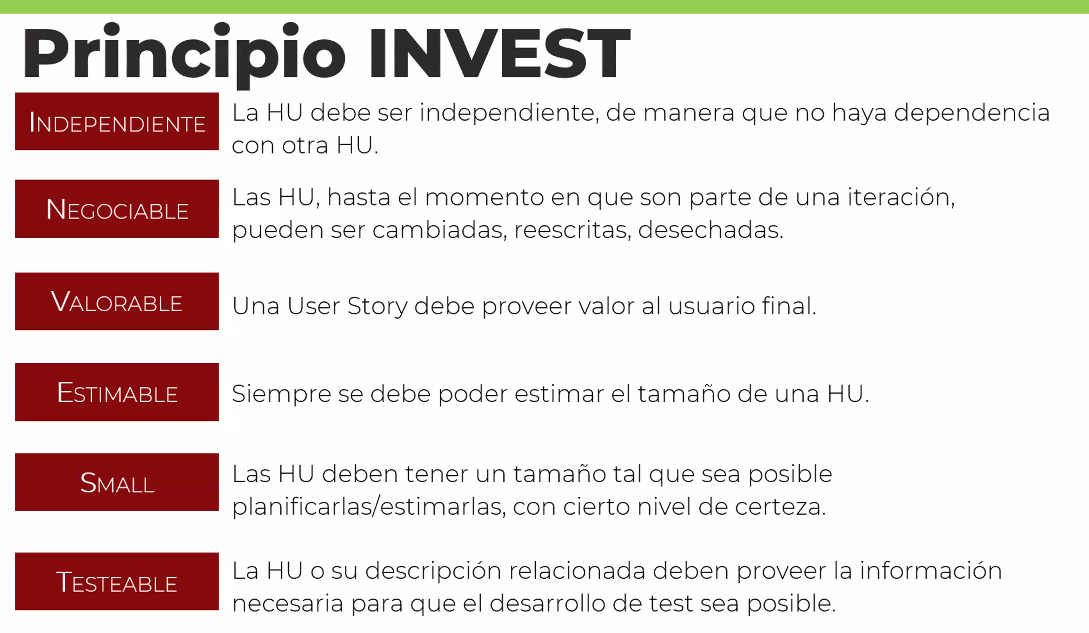 Principio INVEST
INDEPENDIENTE
La HU debe ser independiente, de manera que no haya dependencia
con otra HU.
NEGOCIABLE
Las HU, hasta el momento en que son parte de una iteración,
pueden ser cambiadas, reescritas, desechadas.
VALORABLE
Una User Story debe proveer valor al usuario final.
ESTIMABLE
Siempre se debe poder estimar el tamaño de una HU.
SMALL
Las HU deben tener un tamaño tal que sea posible
planificarlas/estimarlas, con cierto nivel de certeza.
TESTEABLE
La HU o su descripción relacionada deben proveer la información
necesaria para que el desarrollo de test sea posible.